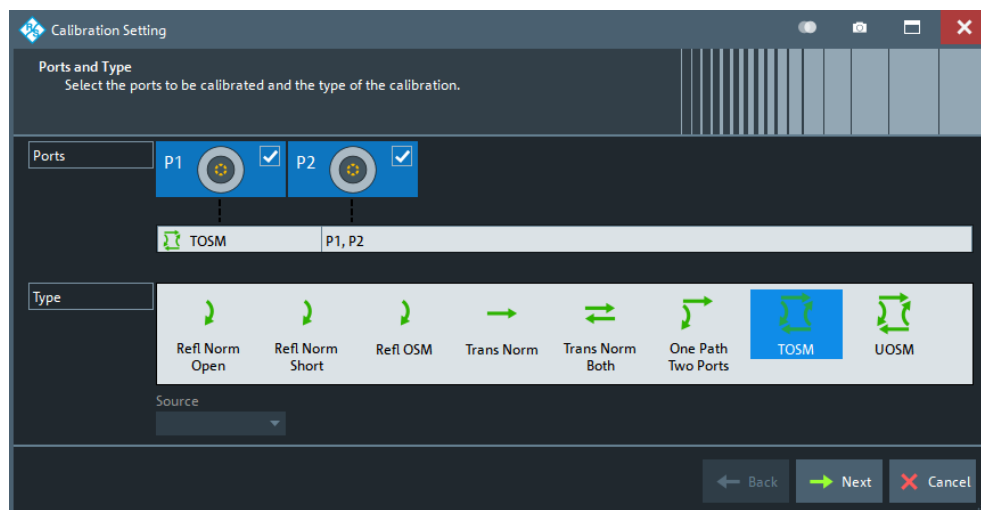 R&S Calibration Setting
Ports and Type
Select the ports to be calibrated and the type of the calibration.
Ports
P1
P2
TOSM
P1, P2
Type
Refl Norm
Open
Refl Norm
Short
Refl OSM
Trans Norm
Trans Norm
Both
One Path
Two Ports
TOSM
UOSM
Source
Back
Next
Cancel